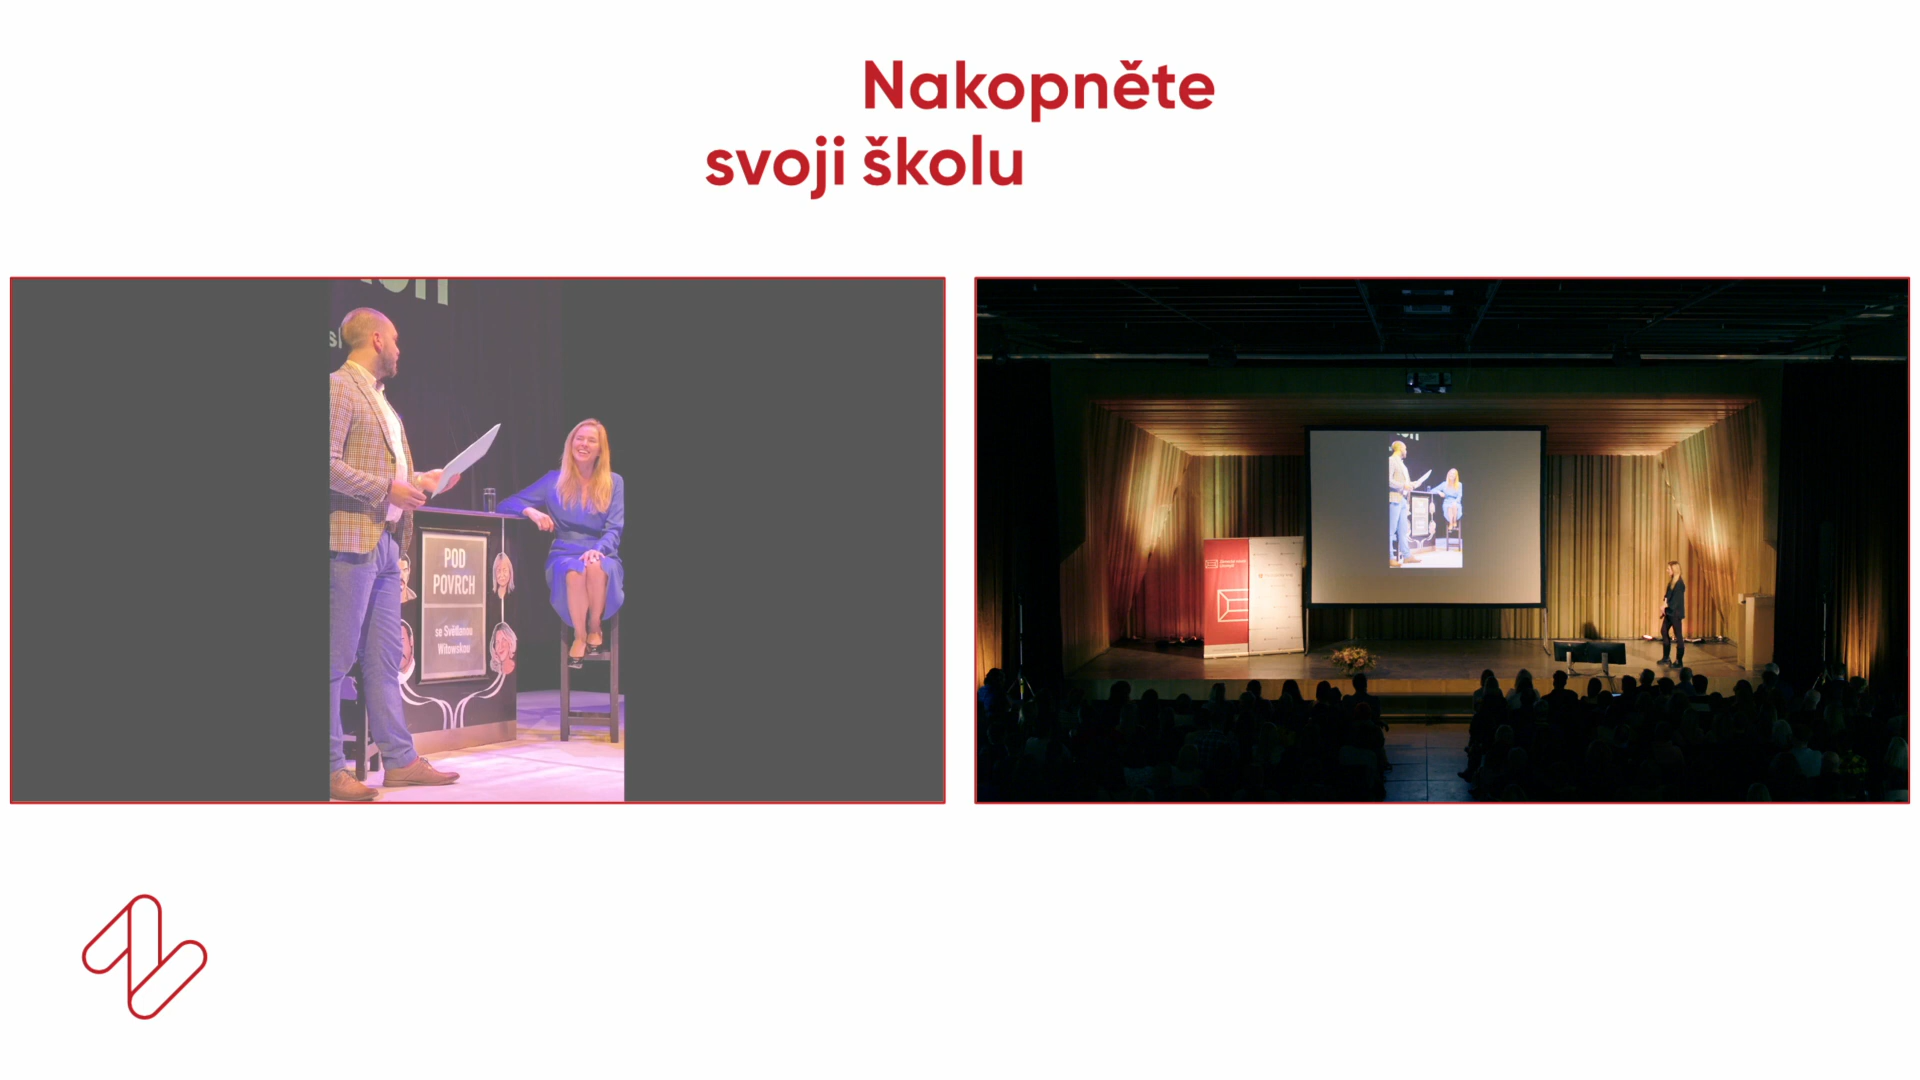 Nakopněte
svoji školu
POD
POVRCH
se Světlanou
Witowskou